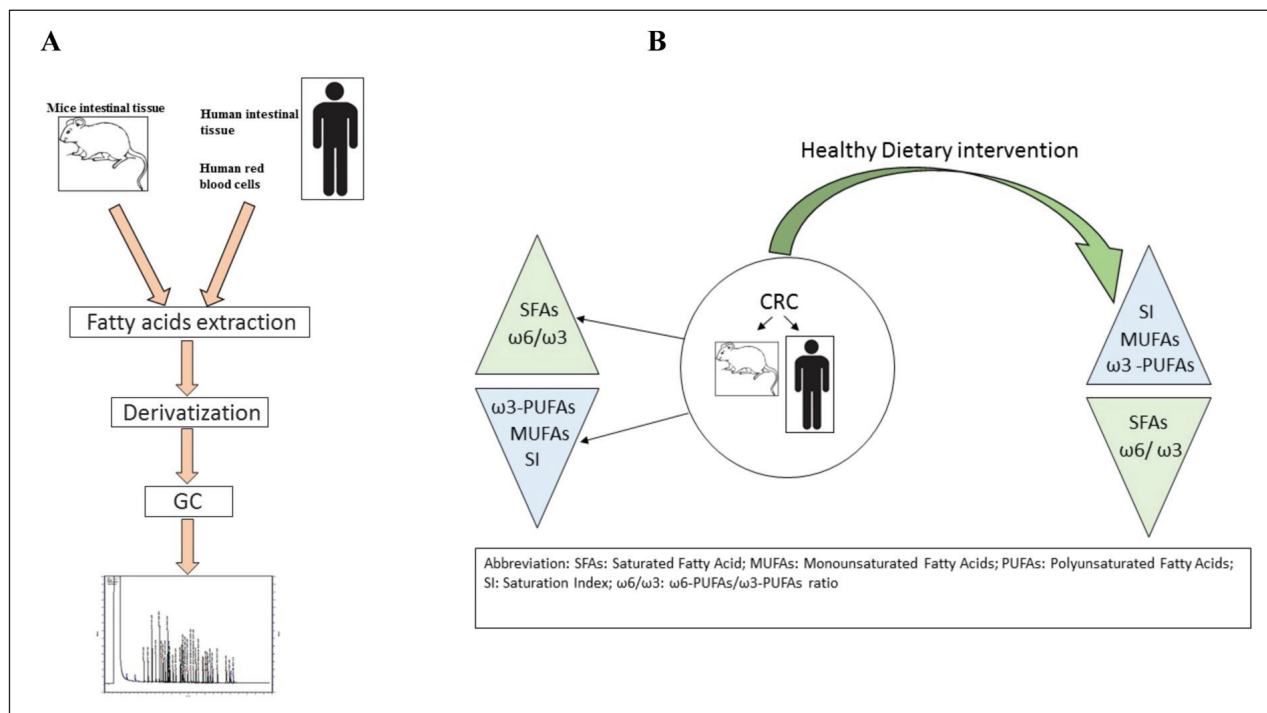 A
Mice intestinal tissue
Human intestinal
tissue
Human red
blood cells
Fatty acids extraction
Derivatization
GC
B
Healthy Dietary intervention
SFAs
ω6/ω3
ω3-PUFAs
MUFAs
SI
CRC
SI
MUFAs
ω3 -PUFAs
SFAs
ω6/ ω3
Abbreviation: SFAs: Saturated Fatty Acid; MUFAs: Monounsaturated Fatty Acids; PUFAs: Polyunsaturated Fatty Acids;
SI: Saturation Index; ω6/ω3: ω6-PUFAs/ω3-PUFAs ratio